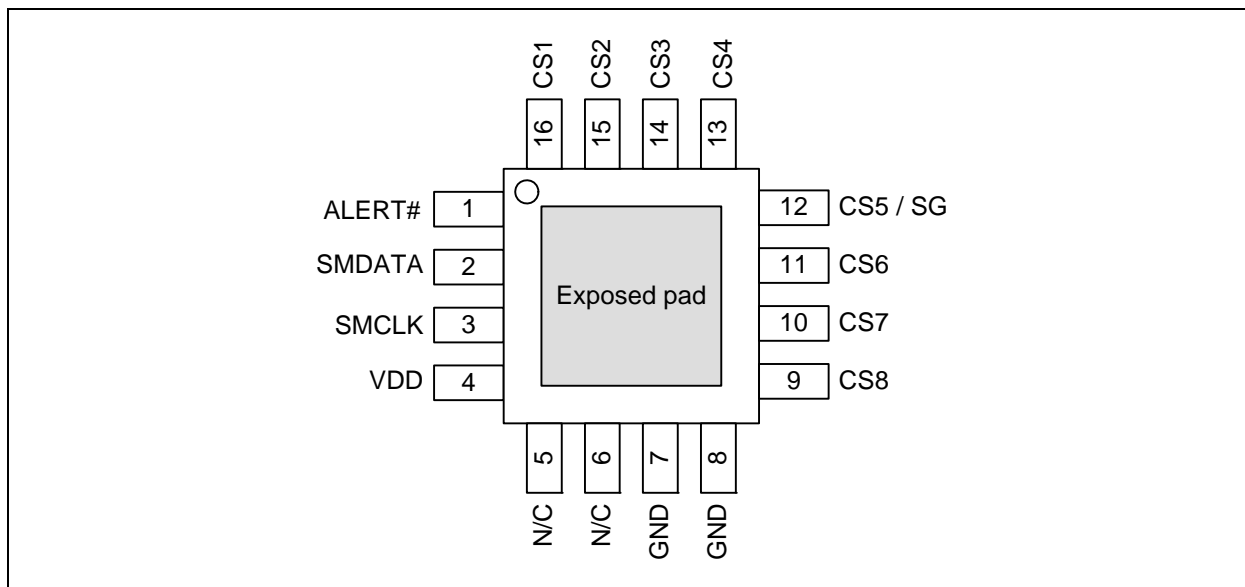 CS1 CS2 CS3 CS4
16 15 14 13
ALERT# 1 12 CS5 / SG
SMDATA 2 11 CS6
Exposed pad
SMCLK 3 10 CS7
VDD 4 9 CS8
5 6 7 8
N/C N/C GND GND